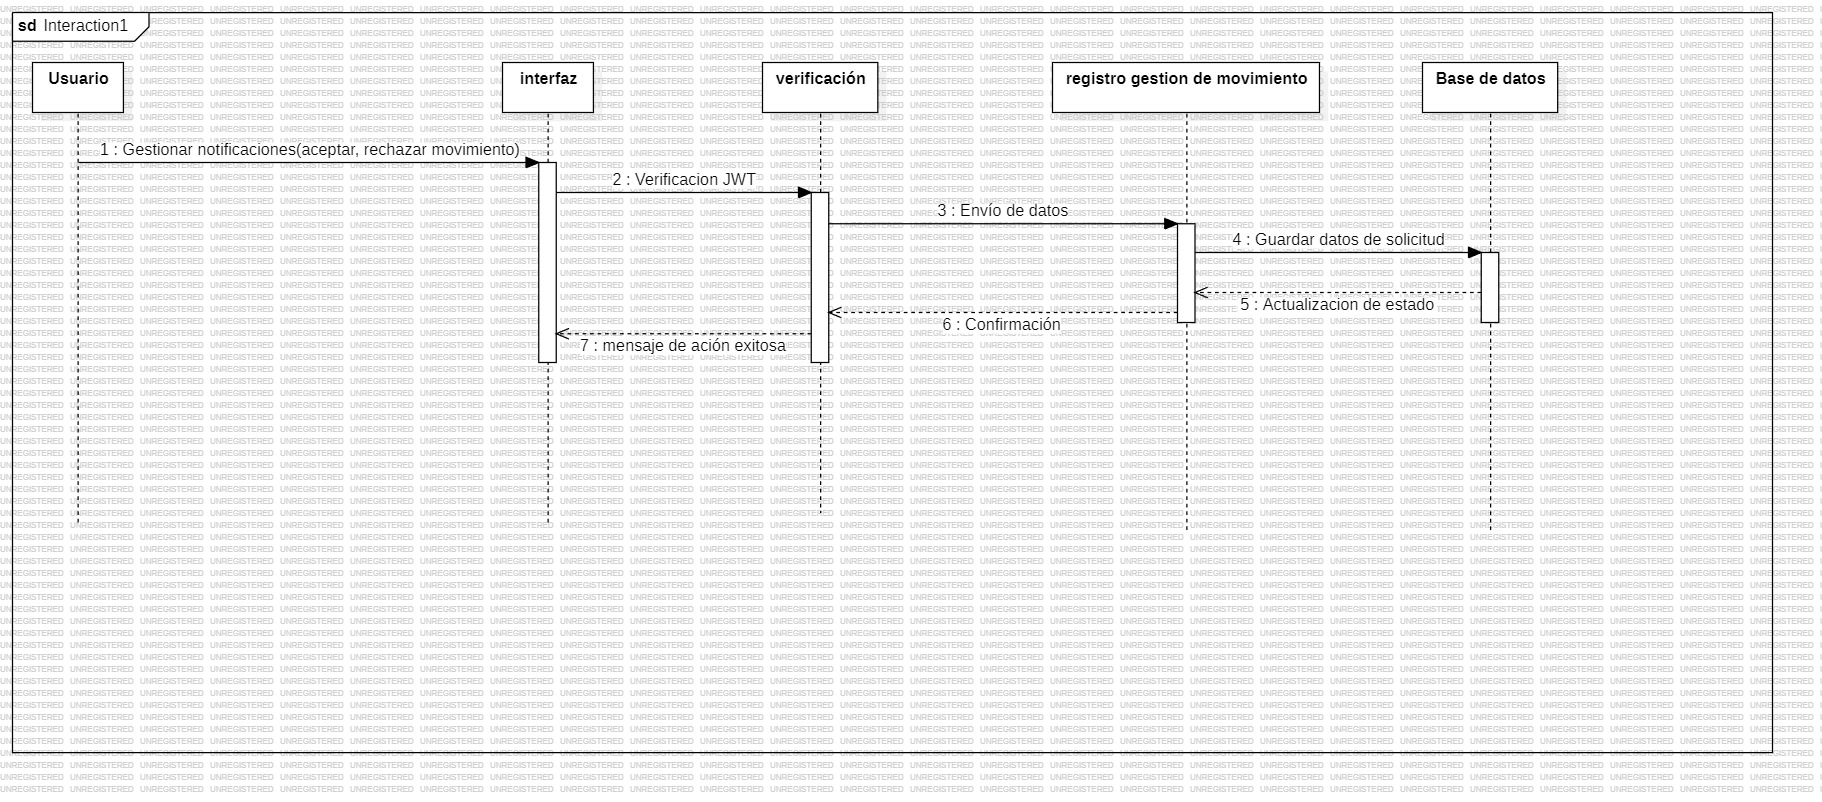 sd Interaction1
Usuario
interfaz
verificación
registro gestion de movimiento
Base de datos
1 : Gestionar notificaciones(aceptar, rechazar movimiento)
2 : Verificacion JWT
3 : Envío de datos
4 : Guardar datos de solicitud
5 : Actualizacion de estado
6 : Confirmación
7 : mensaje de ación exitosa
UNREGISTERED